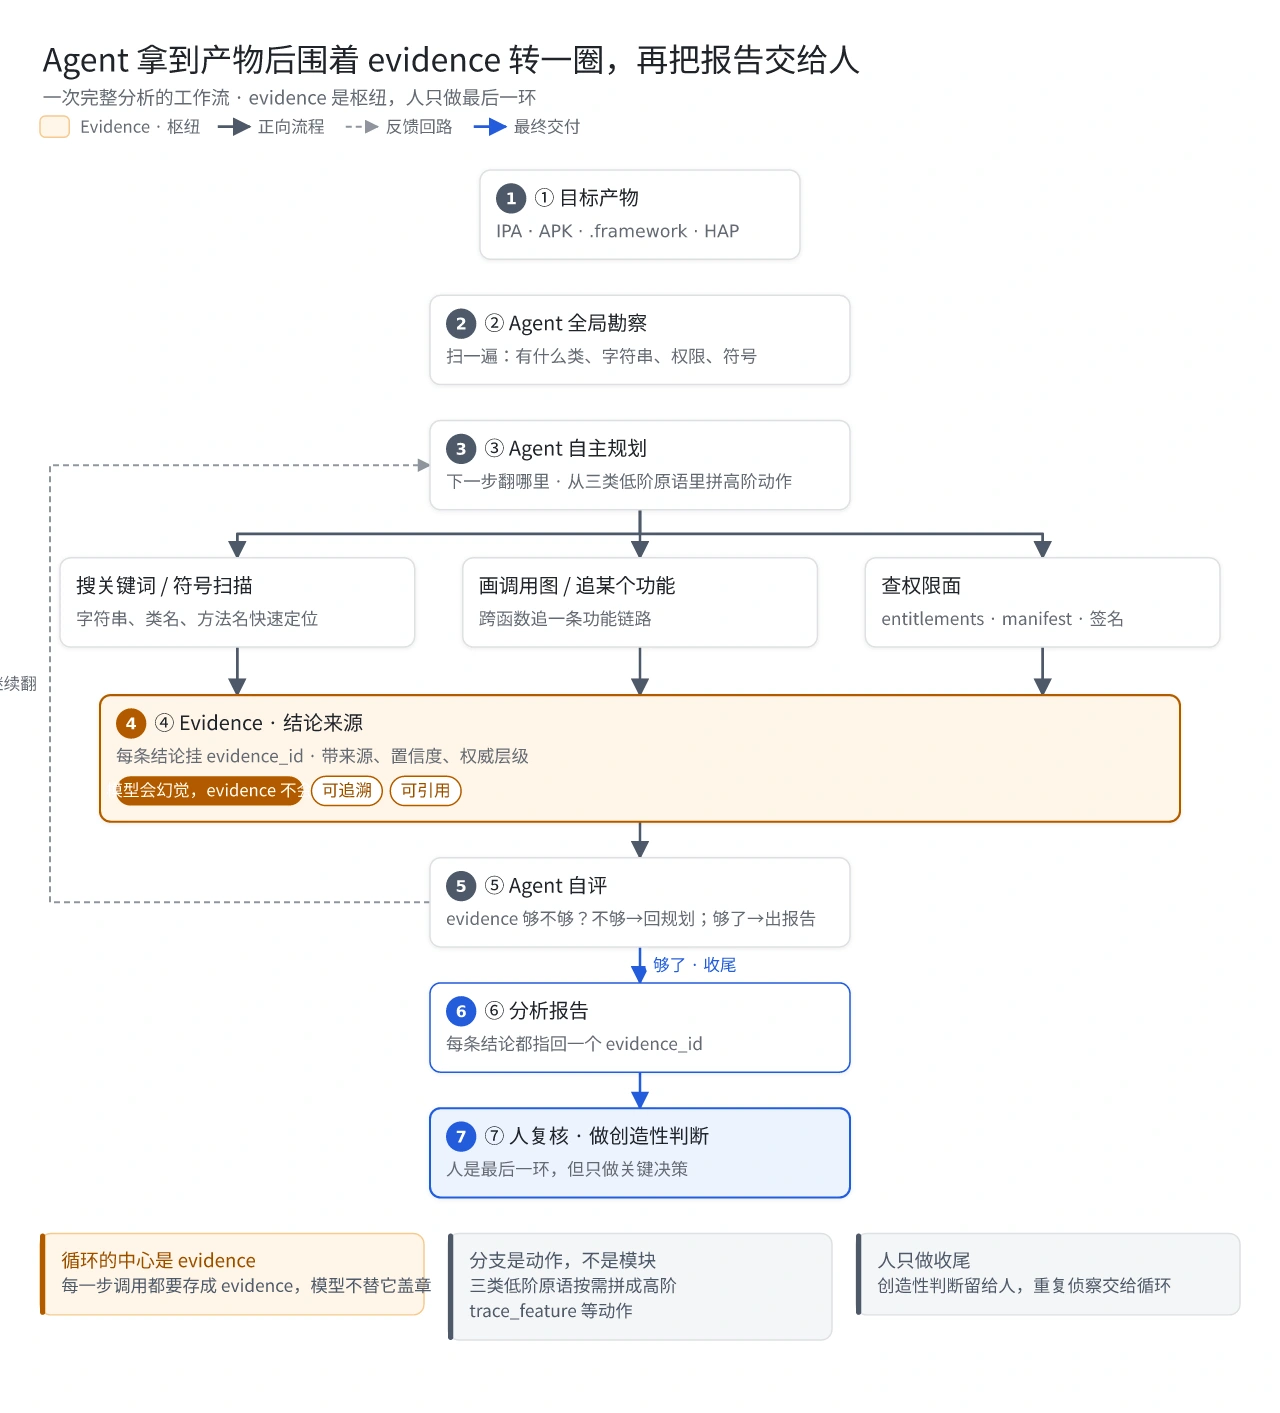 Agent 拿到产物后围着 evidence 转一圈，再把报告交给人
一次完整分析的工作流 · evidence 是枢纽，人只做最后一环
Evidence · 枢纽 正向流程 反馈回路 最终交付
1 ① 目标产物
IPA · APK · .framework · HAP
2 ② Agent 全局勘察
扫一遍：有什么类、字符串、权限、符号
3 ③ Agent 自主规划
下一步翻哪里 · 从三类低阶原语里拼高阶动作
搜关键词 / 符号扫描
字符串、类名、方法名快速定位
画调用图 / 追某个功能
跨函数追一条功能链路
查权限面
entitlements · manifest · 签名
续翻
4 ④ Evidence · 结论来源
每条结论挂 evidence_id · 带来源、置信度、权威层级
型会幻觉，evidence 不 可追溯 可引用
5 ⑤ Agent 自评
evidence 够不够？不够→回规划；够了→出报告
够了 · 收尾
6 ⑥ 分析报告
每条结论都指回一个 evidence_id
7 ⑦ 人复核 · 做创造性判断
人是最后一环，但只做关键决策
循环的中心是 evidence
每一步调用都要存成 evidence，模型不替它盖章
分支是动作，不是模块
三类低阶原语按需拼成高阶
trace_feature 等动作
人只做收尾
创造性判断留给人，重复侦察交给循环